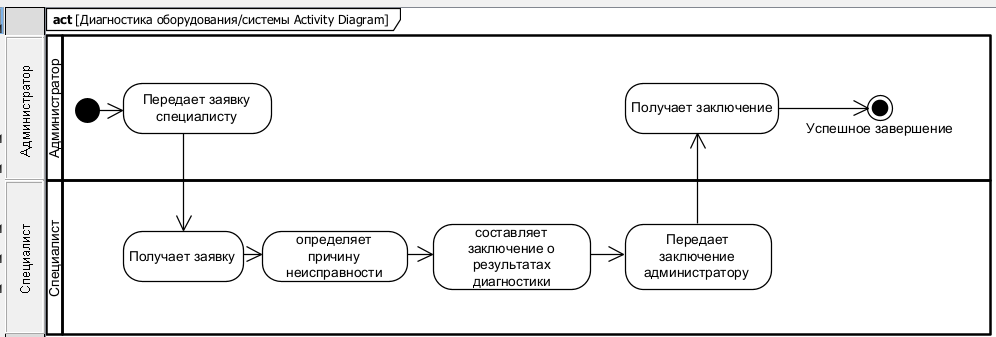 act [Диагностика оборудования/системы Activity Diagram]
Администратор
Администратор
Передает заявку
специалисту
Получает заключение
Успешное завершение
Специалист
Специалист
Получает заявку
определяет
причину
неисправности
составляет
заключение о
результатах
диагностики
Передает
заключение
администратору